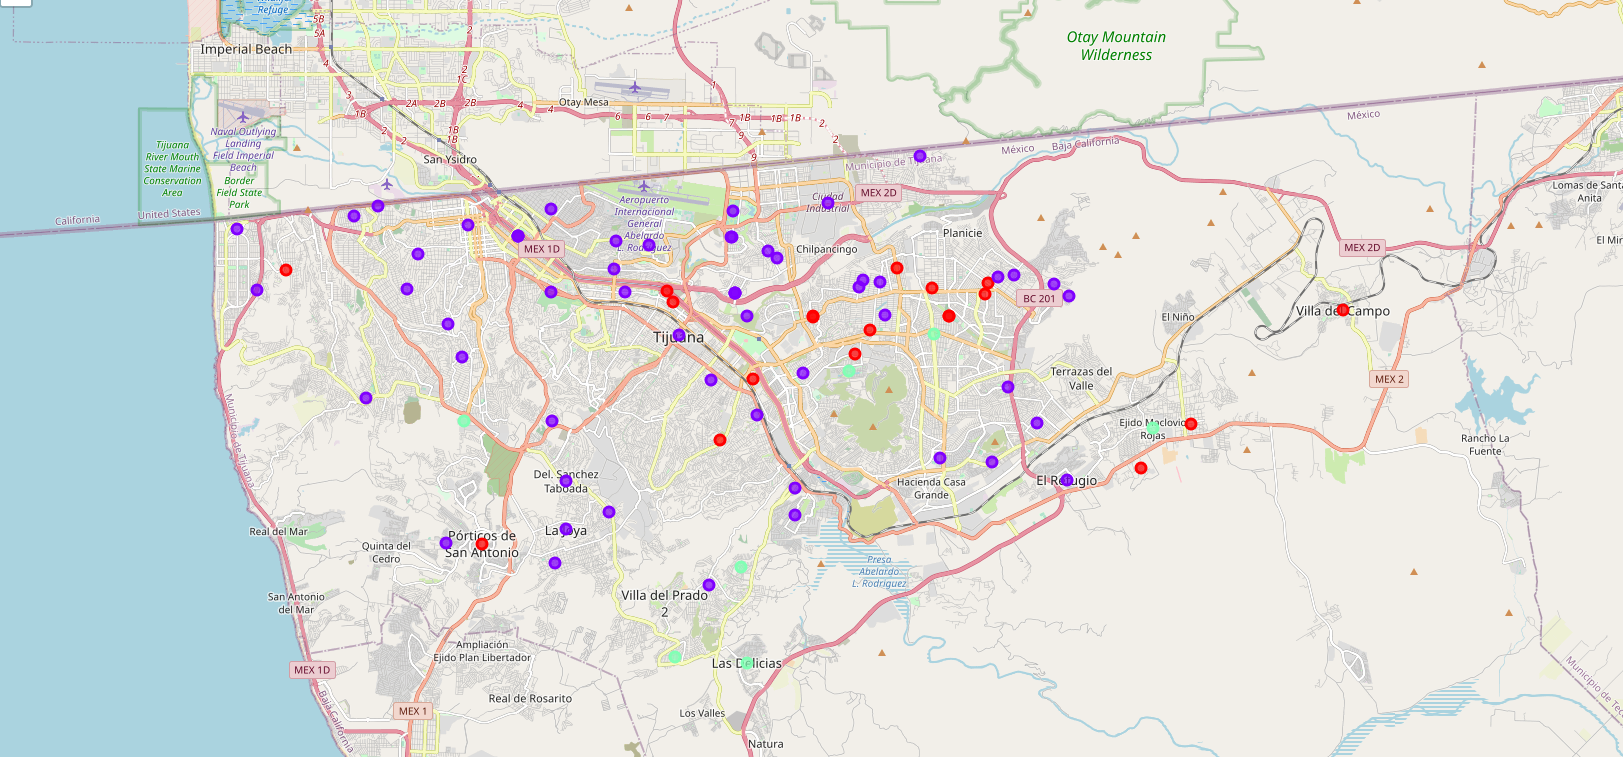 Refuge
Imperial Beach
5B
5A
2
4
1C
2C
3
1B
2A
2B
2B
4
4
6
6
7
7
1B
1B
1B
2
1
9
9
2
2
2
1B
1B
Otay Mesa
Otay Mountain
Wilderness
Naval Outlying
Landing
Field Imperial
Beach
Tijuana
River Mouth
State Marine
Conservation
Area
Border
Field State
Park
San Ysidro
California
United States
México
México
Baja California
Municipio de Tijuana
MEX 2D
Ciudad
Industrial
Aeropuerto
Internacional
General
Abelardo
L. Rodríguez
MEX 1D
Chilpancingo
Planicie
Lomas de Santa
Anita
El Mir
MEX 2D
BC 201
El Niño
Villa del Campo
Tijuana
Terrazas del
Valle
MEX 2
Municipio de Tijuana
Ejido Maclovio
Rojas
Rancho La
Fuente
Del. Sanchez
Taboada
Hacienda Casa
Grande
El Refugio
Real del Mar
Quinta del
Cedro
Pórticos de
San Antonio
La Joya
Presa
Abelardo
L. Rodriguez
San Antonio
del Mar
Villa del Prado
2
Ampliación
Ejido Plan Libertador
Las Delicias
MEX 1D
Baja California
Real de Rosarito
MEX 1
Los Valles
Natura
Municipio de Tec